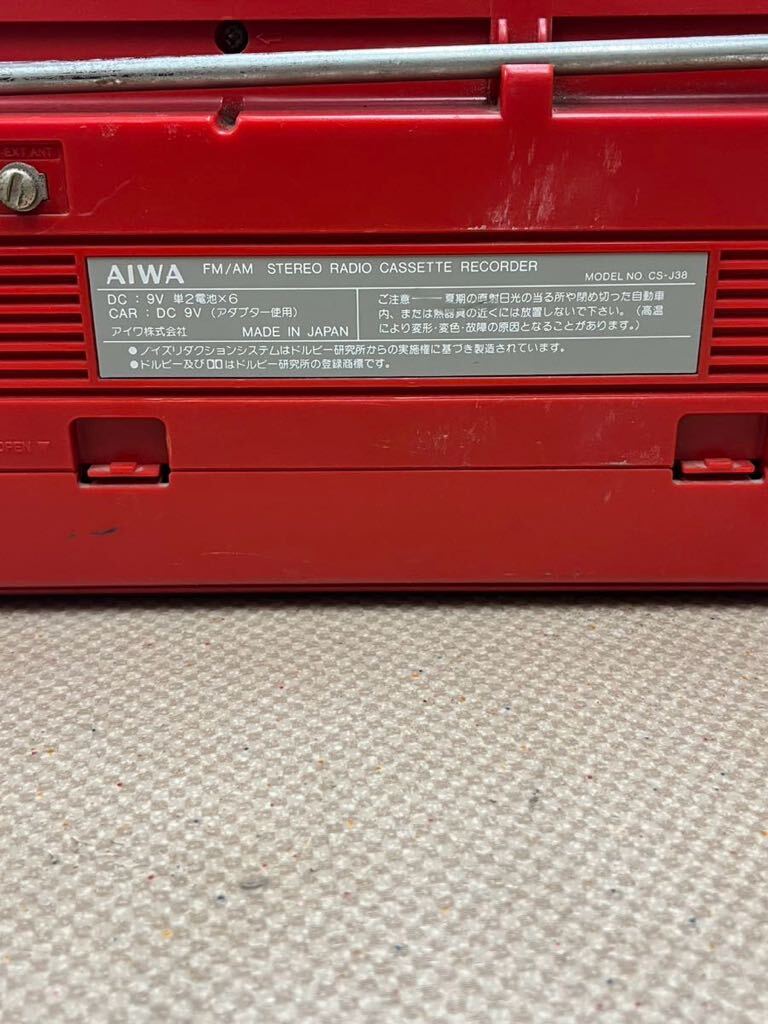 EXT ANT
AIWA FM/AM STEREO RADIO CASSETTE RECORDER MODEL NO. CS-J38
DC : 9V 単2電池×6
CAR : DC 9V (アダプター使用)
アイワ株式会社 MADE IN JAPAN
ご注意——夏期の直射日光の当る所や閉め切った自動車
内、または熱器具の近くには放置しないで下さい。(高温
により変形・変色・故障の原因となることがあります。)
●ノイズリダクションシステムはドルビー研究所からの実施権に基づき製造されています。
●ドルビー及びDDはドルビー研究所の登録商標です。
OPEN ▽